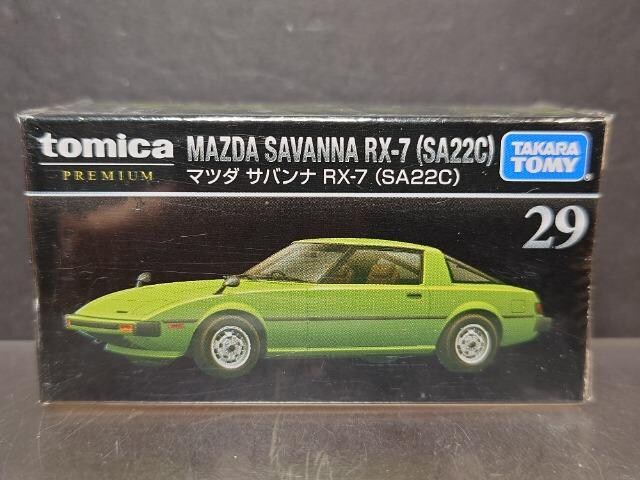 tomica
PREMIUM
MAZDA SAVANNA RX-7 (SA22C)
マツダ サバンナ RX-7 (SA22C)
TAKARA
TOMY
29